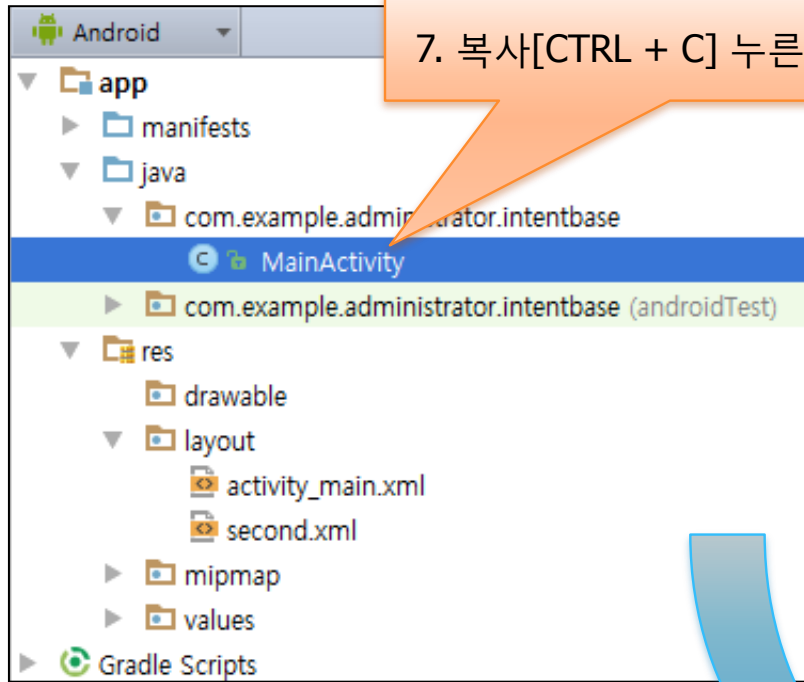 Android
7. 복사[CTRL + C] 누른
app
manifests
java
com.example.administrator.intentbase
C MainActivity
com.example.administrator.intentbase (androidTest)
res
drawable
layout
activity_main.xml
second.xml
mipmap
values
Gradle Scripts